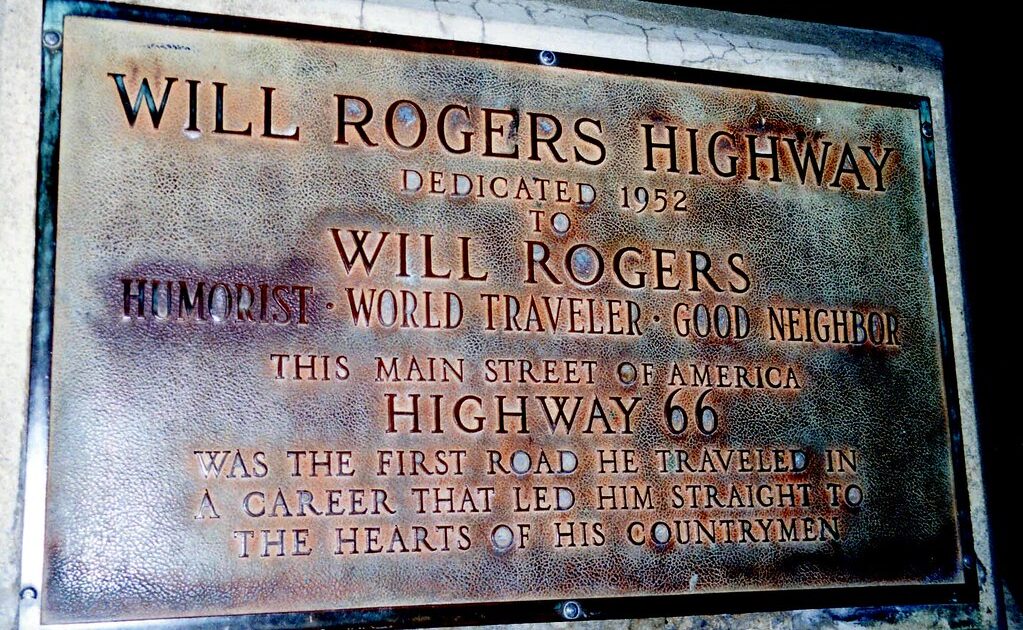 WILL ROGERS HIGHWAY
DEDICATED 1952
TO
WILL ROGERS
HUMORIST · WORLD TRAVELER · GOOD NEIGHBOR
THIS MAIN STREET OF AMERICA
HIGHWAY 66
WAS THE FIRST ROAD HE TRAVELED IN
A CAREER THAT LED HIM STRAIGHT TO
THE HEARTS OF HIS COUNTRYMEN